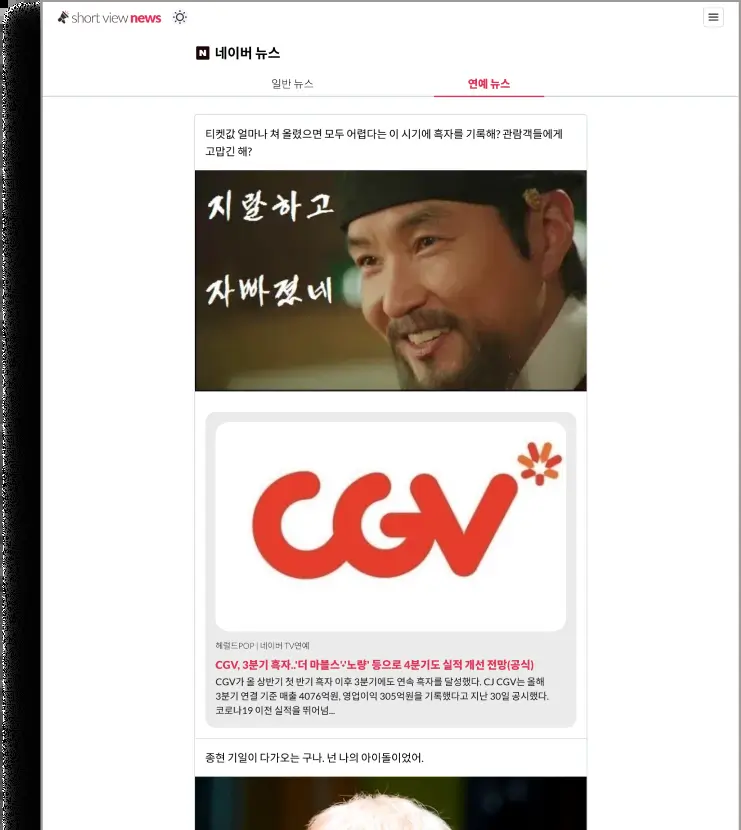 short view news
N 네이버 뉴스
일반 뉴스 연예 뉴스
티켓값 얼마나 쳐 올렸으면 모두 어렵다는 이 시기에 흑자를 기록해? 관람객들에게
고맙긴 해?
지랄하고
자빠졌네
CGV
헤럴드POP | 네이버 TV연예
CGV, 3분기 흑자..'더 마블스'·'노량' 등으로 4분기도 실적 개선 전망(공식)
CGV가 올 상반기 첫 반기 흑자 이후 3분기에도 연속 흑자를 달성했다. CJ CGV는 올해
3분기 연결 기준 매출 4076억원, 영업이익 305억원을 기록했다고 지난 30일 공시했다.
코로나19 이전 실적을 뛰어넘...
종현 기일이 다가오는 구나. 넌 나의 아이돌이었어.